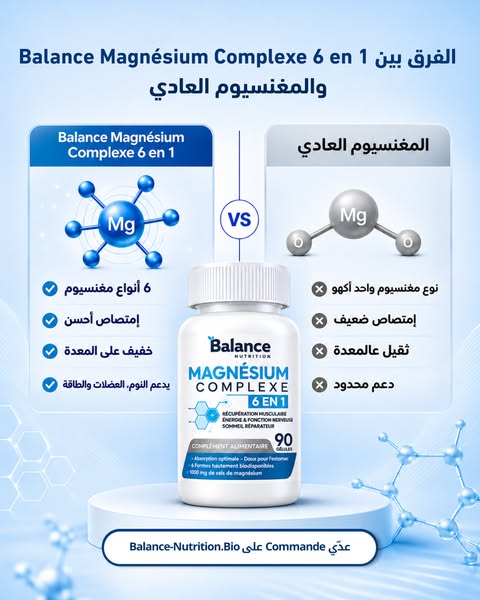 الفرق بين Balance Magnésium Complexe 6 en 1
والمغنسيوم العادي
Balance Magnésium
Complexe 6 en 1
Mg
6 أنواع مغنسيوم
إمتصاص أحسن
خفيف على المعدة
يدعم النوم، العضلات والطاقة
VS
المغنسيوم العادي
Mg
O
O
نوع مغنسيوم واحد أكهو
إمتصاص ضعيف
ثقيل عالمعدة
دعم محدود
Balance
NUTRITION
MAGNÉSIUM
COMPLEXE
6 EN 1
RÉCUPÉRATION MUSCULAIRE
ÉNERGIE & FONCTION NERVEUSE
SOMMEIL RÉPARATEUR
COMPLÉMENT ALIMENTAIRE
90
GÉLULES
Absorption optimale – Doux pour l'estomac
6 Formes hautement biodisponibles
1000 mg de sels de magnésium
عدّي Commande على Balance-Nutrition.Bio